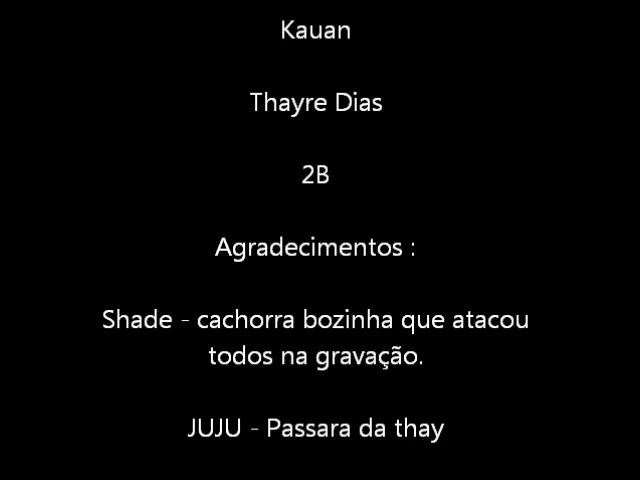 Kauan
Thayre Dias
2B
Agradecimentos :
Shade - cachorra bozinha que atacou
todos na gravação.
JUJU - Passara da thay